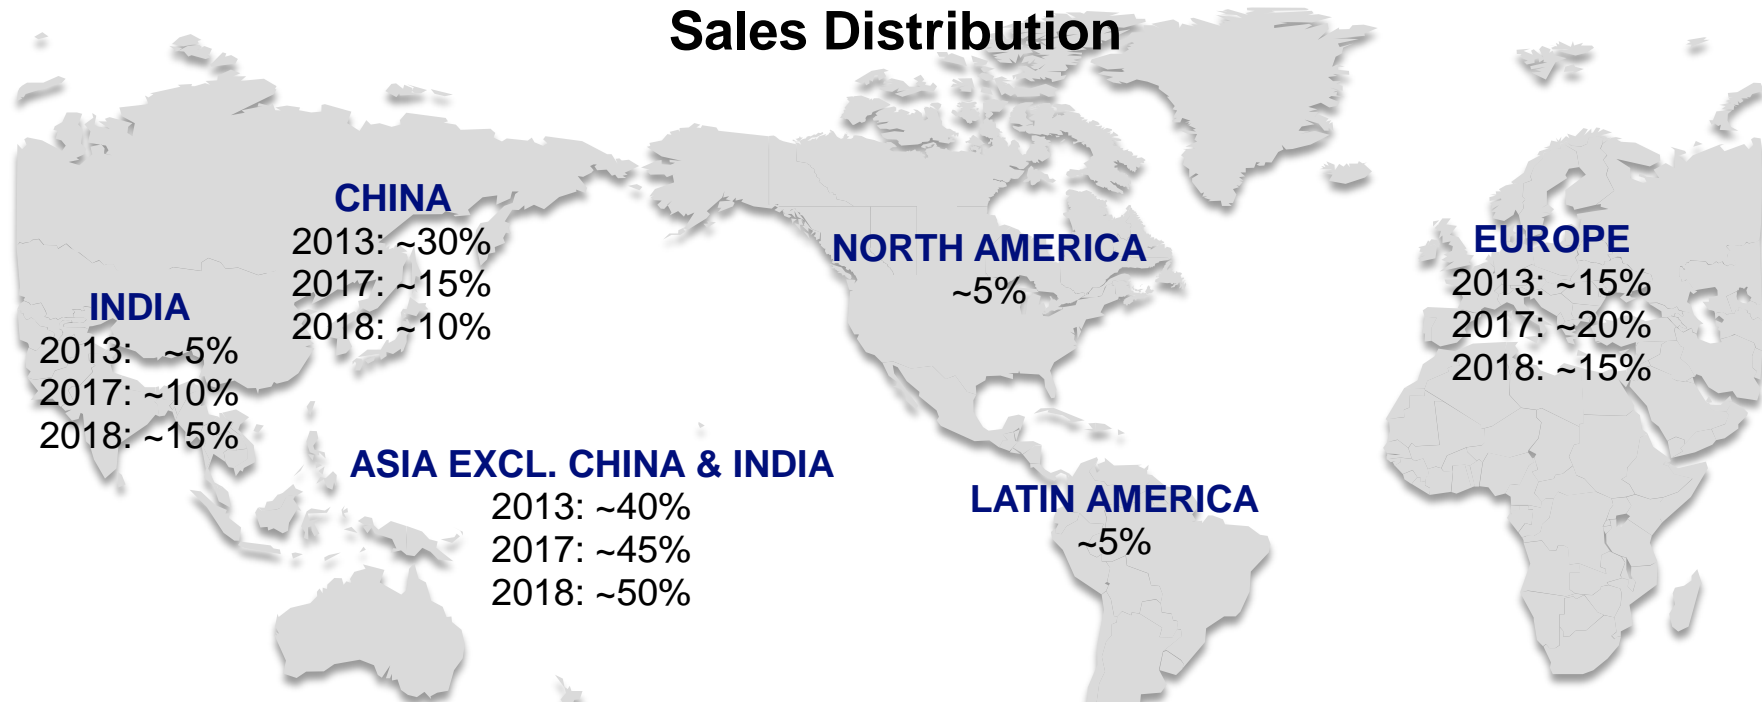 Sales Distribution
CHINA
2013: ~30%
2017: ~15%
2018: ~10%
INDIA
2013: ~5%
2017: ~10%
2018: ~15%
ASIA EXCL. CHINA & INDIA
2013: ~40%
2017: ~45%
2018: ~50%
NORTH AMERICA
~5%
LATIN AMERICA
~5%
EUROPE
2013: ~15%
2017: ~20%
2018: ~15%